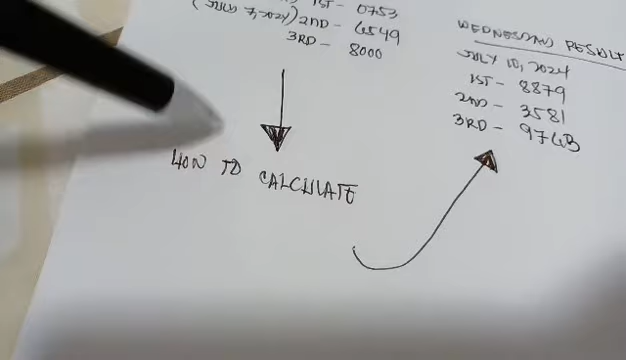 1ST - 0753
(JULY 7, 2024) 2ND - 6549
3RD - 8000
HOW TO CALCULATE
WEDNESDAY RESULT
JULY 10, 2024
1ST - 8879
2ND - 3581
3RD - 9743